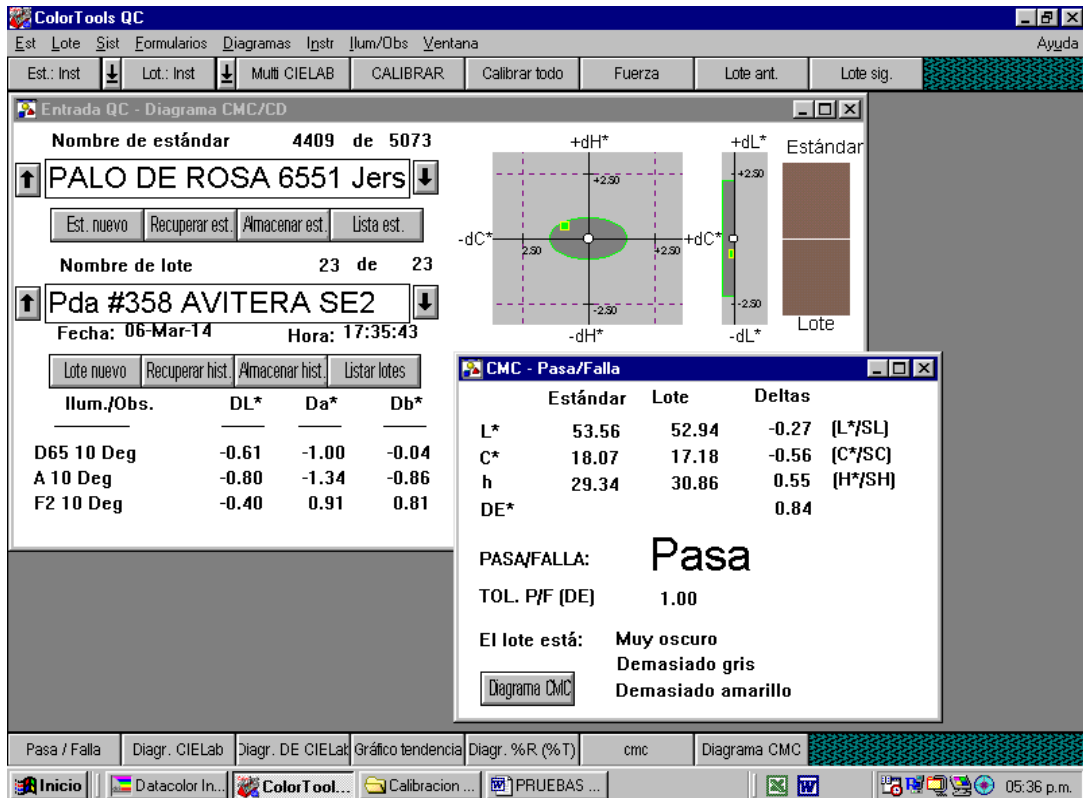 ColorTools QC
Est Lote Sist Formularios Diagramas Instr Ilum/Obs Ventana Ayuda
Est.: Inst Lot.: Inst Multi CIELAB CALIBRAR Calibrar todo Fuerza Lote ant. Lote sig.
Entrada QC - Diagrama CMC/CD
Nombre de estándar 4409 de 5073
PALO DE ROSA 6551 Jers
Est. nuevo Recuperar est. Almacenar est. Lista est.
Nombre de lote 23 de 23
Pda #358 AVITERA SE2
Fecha: 06-Mar-14 Hora: 17:35:43
Lote nuevo Recuperar hist. Almacenar hist. Listar lotes
Ilum./Obs. DL* Da* Db*
D65 10 Deg -0.61 -1.00 -0.04
A 10 Deg -0.80 -1.34 -0.86
F2 10 Deg -0.40 0.91 0.81
+dH* +dL* Estándar
+2.50 +2.50
-dC* 2.50 +2.50 +dC*
-2.50 -2.50
-dH* -dL* Lote
CMC - Pasa/Falla
Estándar Lote Deltas
L* 53.56 52.94 -0.27 (L*/SL)
C* 18.07 17.18 -0.56 (C*/SC)
h 29.34 30.86 0.55 (H*/SH)
DE* 0.84
PASA/FALLA: Pasa
TOL. P/F (DE) 1.00
El lote está: Muy oscuro
Demasiado gris
Demasiado amarillo
Diagrama CMC
Pasa / Falla Diagr. CIELab Diagr. DE CIELab Gráfico tendencia Diagr. %R (%T) cmc Diagrama CMC
Inicio Datacolor In... ColorTool... Calibracion ... PRUEBAS ... 05:36 p.m.